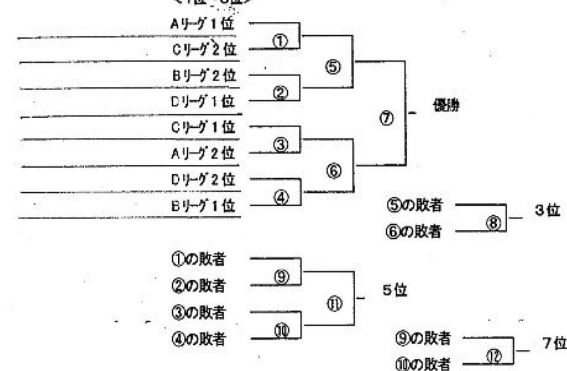 Aリーグ1位
Cリーグ2位
①
Bリーグ2位
Dリーグ1位
②
⑤
Cリーグ1位
Aリーグ2位
③
Dリーグ2位
Bリーグ1位
④
⑥
⑦
優勝
⑤の敗者
⑥の敗者
⑧
3位
①の敗者
②の敗者
⑨
③の敗者
④の敗者
⑩
⑪
5位
⑨の敗者
⑩の敗者
⑫
7位